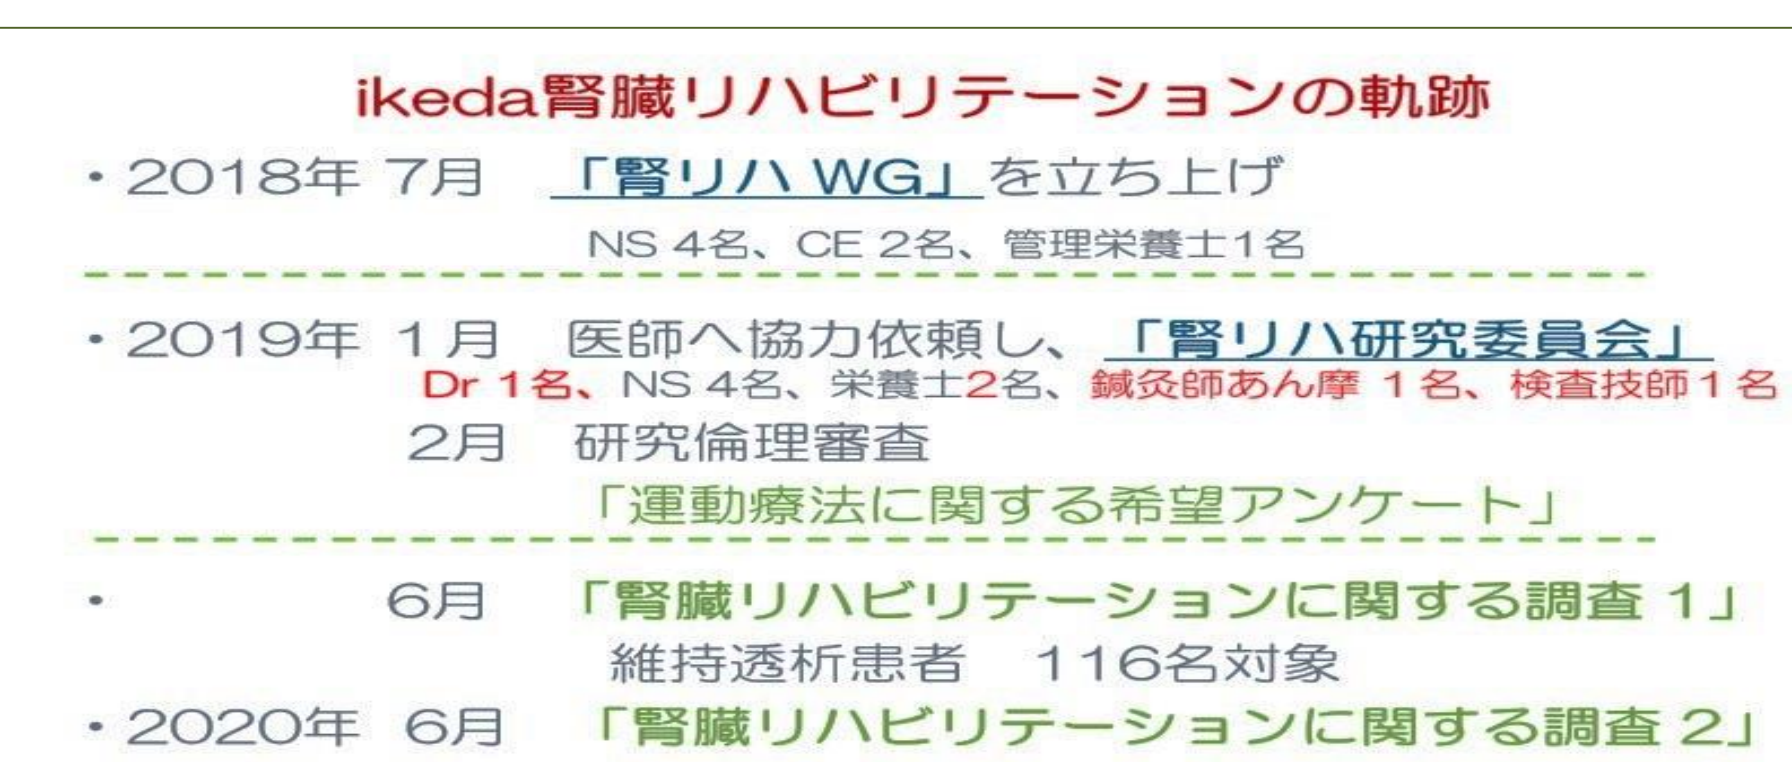 ikeda腎臓リハビリテーションの軌跡
・2018年 7月 「腎リハ WG」を立ち上げ
NS 4名、CE 2名、管理栄養士1名
・2019年 1月 医師へ協力依頼し、「腎リハ研究委員会」
Dr 1名、NS 4名、栄養士2名、鍼灸師あん摩 1名、検査技師1名
2月 研究倫理審査
「運動療法に関する希望アンケート」
・ 6月 「腎臓リハビリテーションに関する調査 1」
維持透析患者 116名対象
・2020年 6月 「腎臓リハビリテーションに関する調査 2」